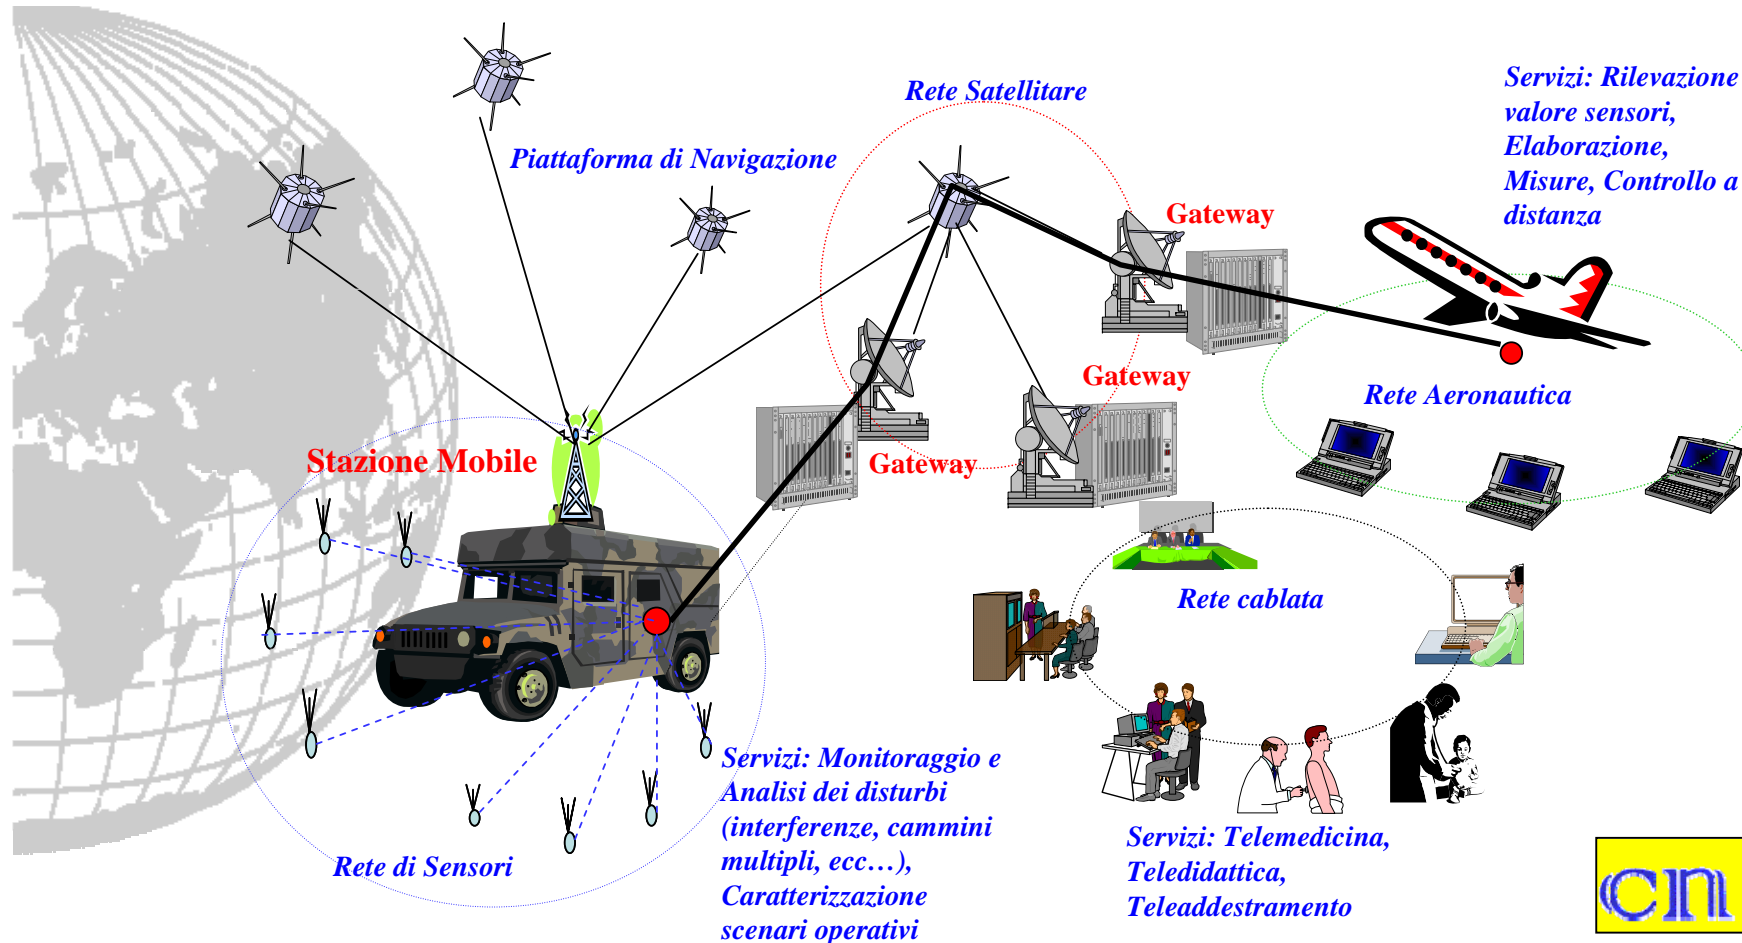 Rete Satellitare
Servizi: Rilevazione
valore sensori,
Elaborazione,
Misure, Controllo a
distanza
Piattaforma di Navigazione
Gateway
Gateway
Rete Aeronautica
Stazione Mobile
Gateway
Rete cablata
Servizi: Monitoraggio e
Analisi dei disturbi
(interferenze, cammini
multipli, ecc…),
Caratterizzazione
scenari operativi
Rete di Sensori
Servizi: Telemedicina,
Teledidattica,
Teleaddestramento
cn